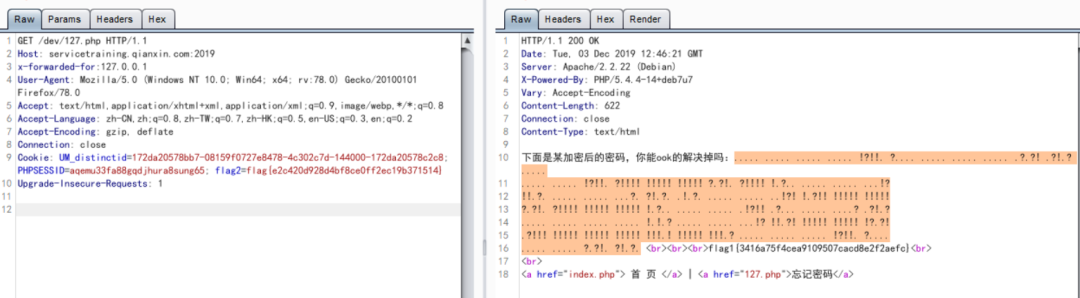 Raw Params Headers Hex
1 GET /dev/127.php HTTP/1.1
2 Host: servicetraining.qianxin.com:2019
3 x-forwarded-for:127.0.0.1
4 User-Agent: Mozilla/5.0 (Windows NT 10.0; Win64; x64; rv:78.0) Gecko/20100101
Firefox/78.0
5 Accept: text/html,application/xhtml+xml,application/xml;q=0.9,image/webp,*/*;q=0.8
6 Accept-Language: zh-CN,zh;q=0.8,zh-TW;q=0.7,zh-HK;q=0.5,en-US;q=0.3,en;q=0.2
7 Accept-Encoding: gzip, deflate
8 Connection: close
9 Cookie: UM_distinctid=172da20578bb7-08159f0727e8478-4c302c7d-144000-172da20578c2c8;
PHPSESSID=aqemu33fa88gqdjhura8sung65; flag2=flag{e2c420d928d4bf8ce0ff2ec19b371514}
10 Upgrade-Insecure-Requests: 1
11
12
Raw Headers Hex Render
1 HTTP/1.1 200 OK
2 Date: Tue, 03 Dec 2019 12:46:21 GMT
3 Server: Apache/2.2.22 (Debian)
4 X-Powered-By: PHP/5.4.4-14+deb7u7
5 Vary: Accept-Encoding
6 Content-Length: 622
7 Connection: close
8 Content-Type: text/html
9
10 下面是某加密后的密码,你能ook的解决掉吗:..... ..... ..... ..... !?!!. ?.... ..... ..... ..... .?.?! .?!.?
.....
11 ..... ..... !?!!. ?!!!! !!!!! !!!!! ?.?!. ?!!!! !.?.. ..... ..... ...!?
12 !!.?. ..... ..... ...?. ?!.?. .!.?. ..... ..... ...!?! !.?!! !!!!! !!!!!
13 ?.?!. ?!!!! !!!!! !!!!! !.?.. ..... ..... .!?!! .?... ..... ....? .?!.?
14 ..... ..... ..... ..... !.!.? ..... ..... ...!? !!.?! !!!!! !!!!! !?.?!
15 .?!!! !!!!! !!!!! !!!!! !!!.! !!!!! !!!.? ..... ..... ..... !?!!. ?....
16 ..... ..... ?.?!. ?!.?. <br><br><br>flag1{3416a75f4cea9109507cacd8e2f2aefc}<br>
17 <br>
18 <a href="index.php"> 首 页 </a> | <a href="127.php">忘记密码</a>